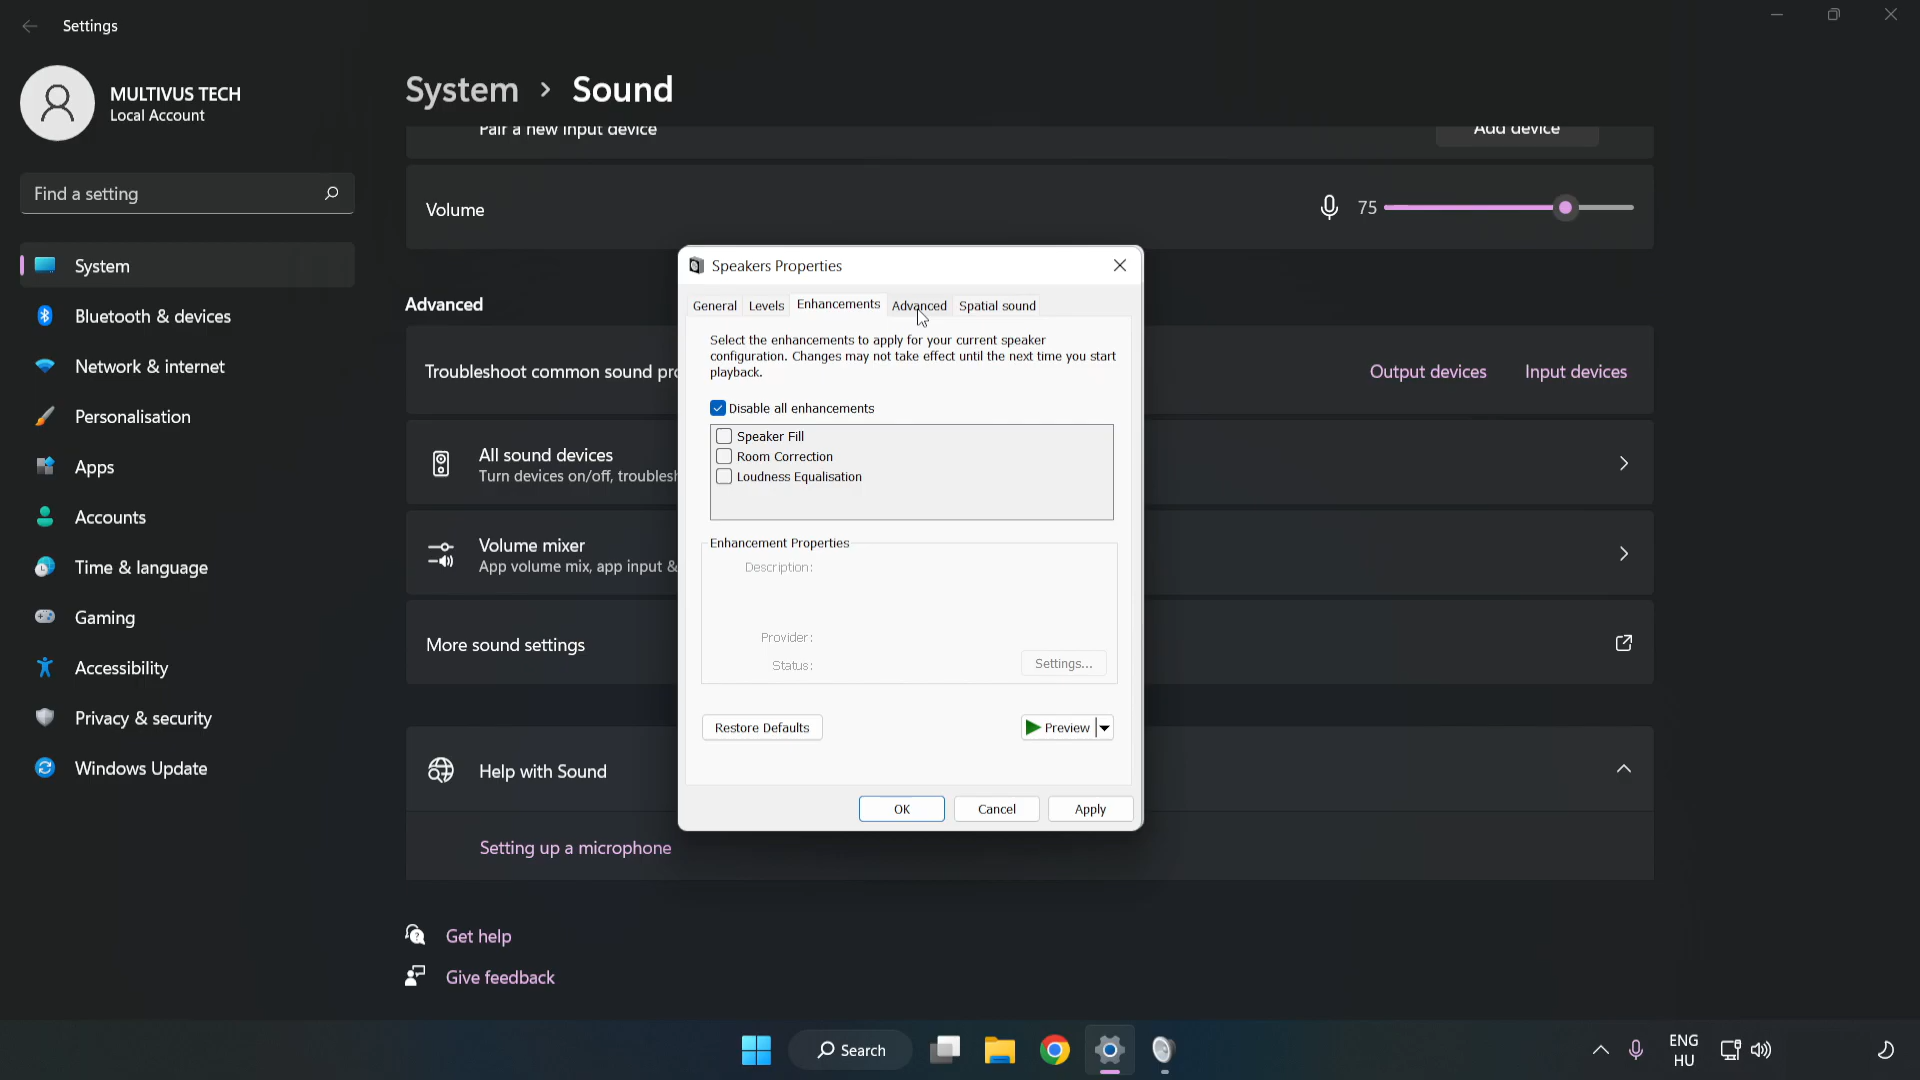 Settings
MULTIVUS TECH
Local Account
Find a setting
System
Bluetooth & devices
Network & internet
Personalisation
Apps
Accounts
Time & language
Gaming
Accessibility
Privacy & security
Windows Update
System > Sound
Pair a new input device
Add device
Volume
75
Advanced
Troubleshoot common sound pro
Output devices
Input devices
All sound devices
Turn devices on/off, troublesh
Volume mixer
App volume mix, app input &
More sound settings
Help with Sound
Setting up a microphone
Get help
Give feedback
Speakers Properties
General Levels Enhancements Advanced Spatial sound
Select the enhancements to apply for your current speaker
configuration. Changes may not take effect until the next time you start
playback.
Disable all enhancements
Speaker Fill
Room Correction
Loudness Equalisation
Enhancement Properties
Description:
Provider:
Status:
Settings...
Restore Defaults
Preview
OK
Cancel
Apply
Search
ENG
HU